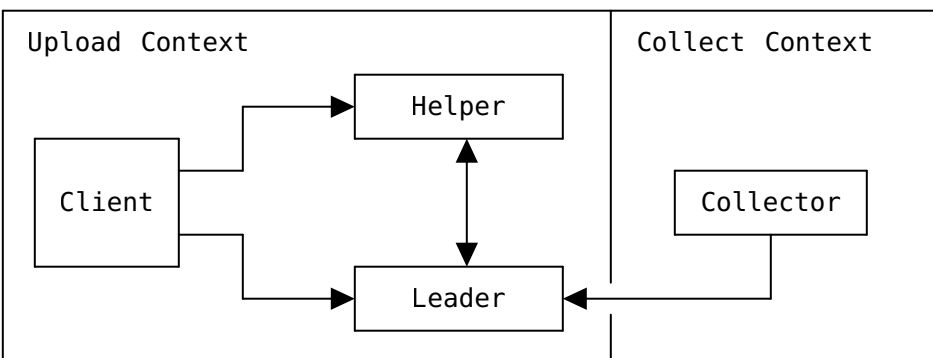 Upload Context
Collect Context
Helper
Client
Collector
Leader